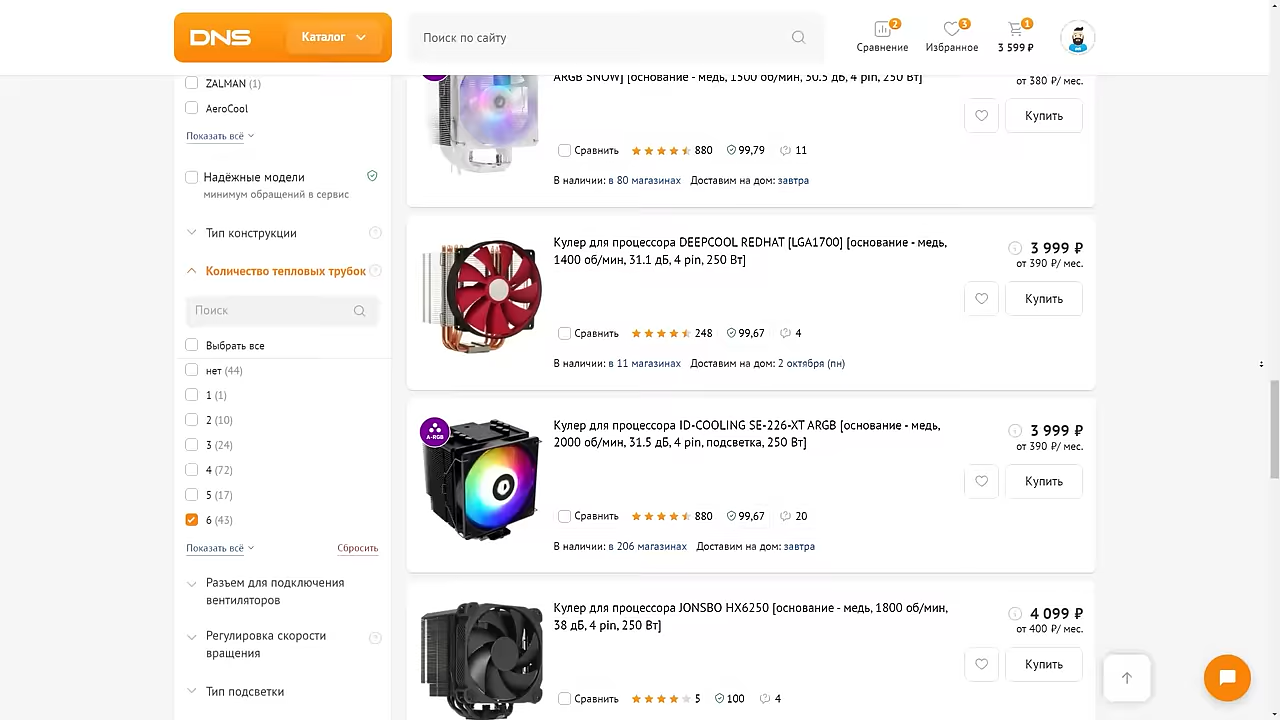 DNS
Каталог
Поиск по сайту
2
Сравнение
3
Избранное
1
3 599 ₽
ZALMAN (1)
AeroCool
Показать всё
Надёжные модели
минимум обращений в сервис
Тип конструкции
Количество тепловых трубок
Поиск
Выбрать все
нет (44)
1 (1)
2 (10)
3 (24)
4 (72)
5 (17)
6 (43)
Показать всё
Сбросить
Разъем для подключения
вентиляторов
Регулировка скорости
вращения
Тип подсветки
ARGB SNOW] [основание - медь, 1500 об/мин, 30.5 дБ, 4 pin, 250 Вт]
от 380 ₽/ мес.
Купить
Сравнить 880 99,79 11
В наличии: в 80 магазинах Доставим на дом: завтра
Кулер для процессора DEEPCOOL REDHAT [LGA1700] [основание - медь,
1400 об/мин, 31.1 дБ, 4 pin, 250 Вт]
3 999 ₽
от 390 ₽/ мес.
Купить
Сравнить 248 99,67 4
В наличии: в 11 магазинах Доставим на дом: 2 октября (пн)
A-RGB
Кулер для процессора ID-COOLING SE-226-XT ARGB [основание - медь,
2000 об/мин, 31.5 дБ, 4 pin, подсветка, 250 Вт]
3 999 ₽
от 390 ₽/ мес.
Купить
Сравнить 880 99,67 20
В наличии: в 206 магазинах Доставим на дом: завтра
Кулер для процессора JONSBO HX6250 [основание - медь, 1800 об/мин,
38 дБ, 4 pin, 250 Вт]
4 099 ₽
от 400 ₽/ мес.
Купить
Сравнить 5 100 4